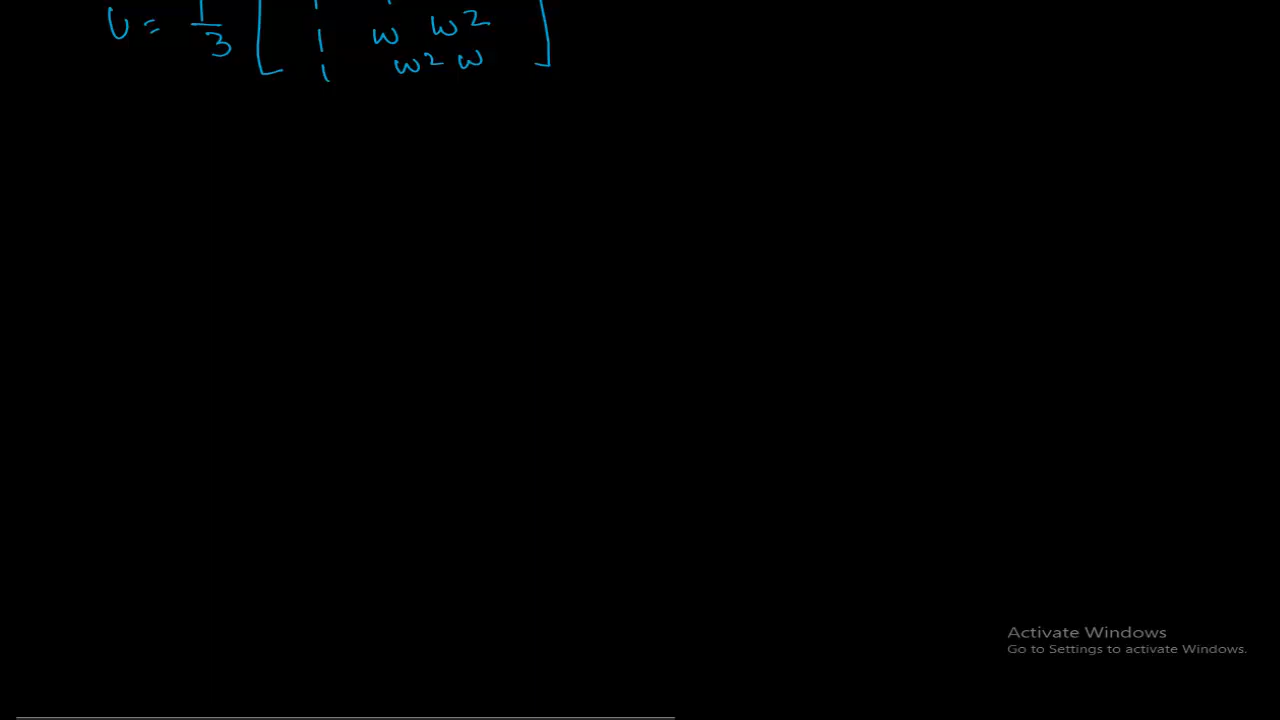 U = 1/3 [
1 w w2
1 w2 w ]
Activate Windows
Go to Settings to activate Windows.